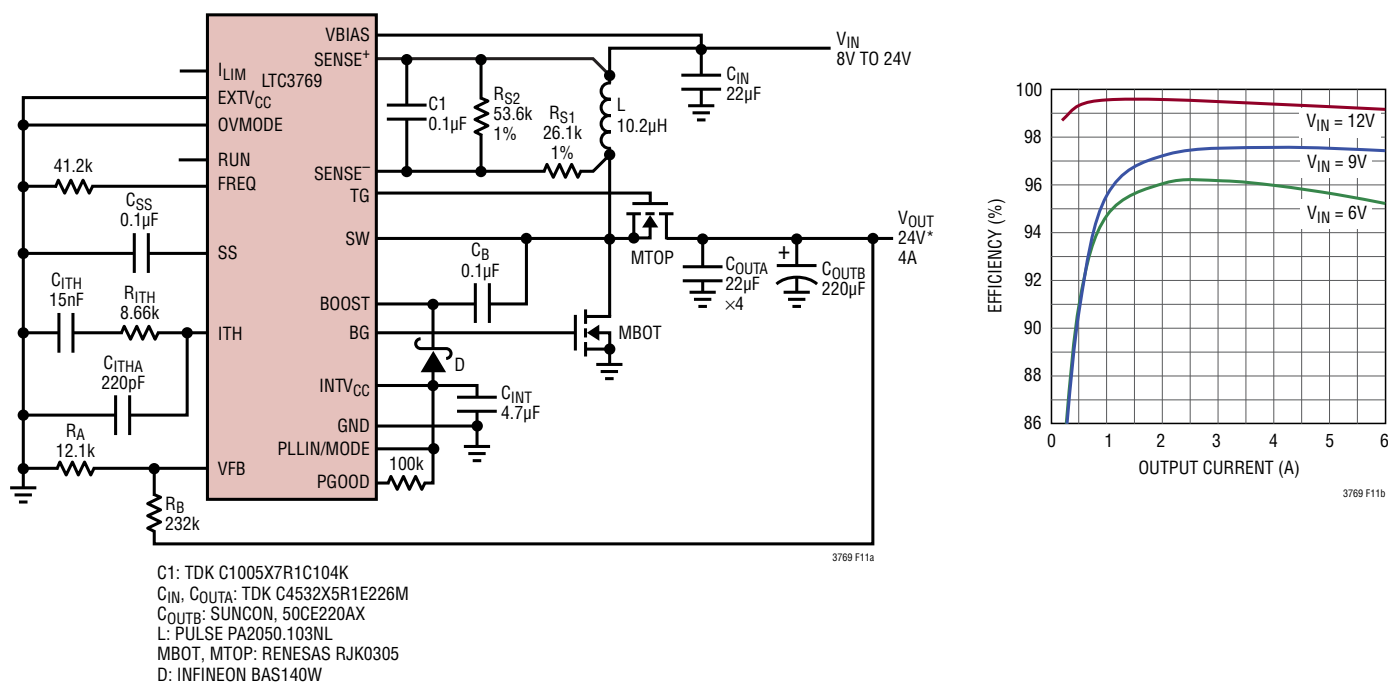 VBIAS
SENSE+
ILIM
LTC3769
EXTVCC
OVMODE
RUN
FREQ
41.2k
SENSE–
TG
CSS
0.1µF
SS
SW
CITH
15nF
RITH
8.66k
ITH
CITHA
220pF
BOOST
BG
INTVCC
GND
PLLIN/MODE
PGOOD
100k
RA
12.1k
VFB
RB
232k
C1
0.1µF
RS2
53.6k
1%
RS1
26.1k
1%
L
10.2µH
CIN
22µF
VIN
8V TO 24V
MTOP
CB
0.1µF
D
MBOT
CINT
4.7µF
COUTA
22µF
×4
+
COUTB
220µF
VOUT
24V*
4A
3769 F11a
C1: TDK C1005X7R1C104K
CIN, COUTA: TDK C4532X5R1E226M
COUTB: SUNCON, 50CE220AX
L: PULSE PA2050.103NL
MBOT, MTOP: RENESAS RJK0305
D: INFINEON BAS140W
EFFICIENCY (%)
100
98
96
94
92
90
88
86
VIN = 12V
VIN = 9V
VIN = 6V
0 1 2 3 4 5 6
OUTPUT CURRENT (A)
3769 F11b